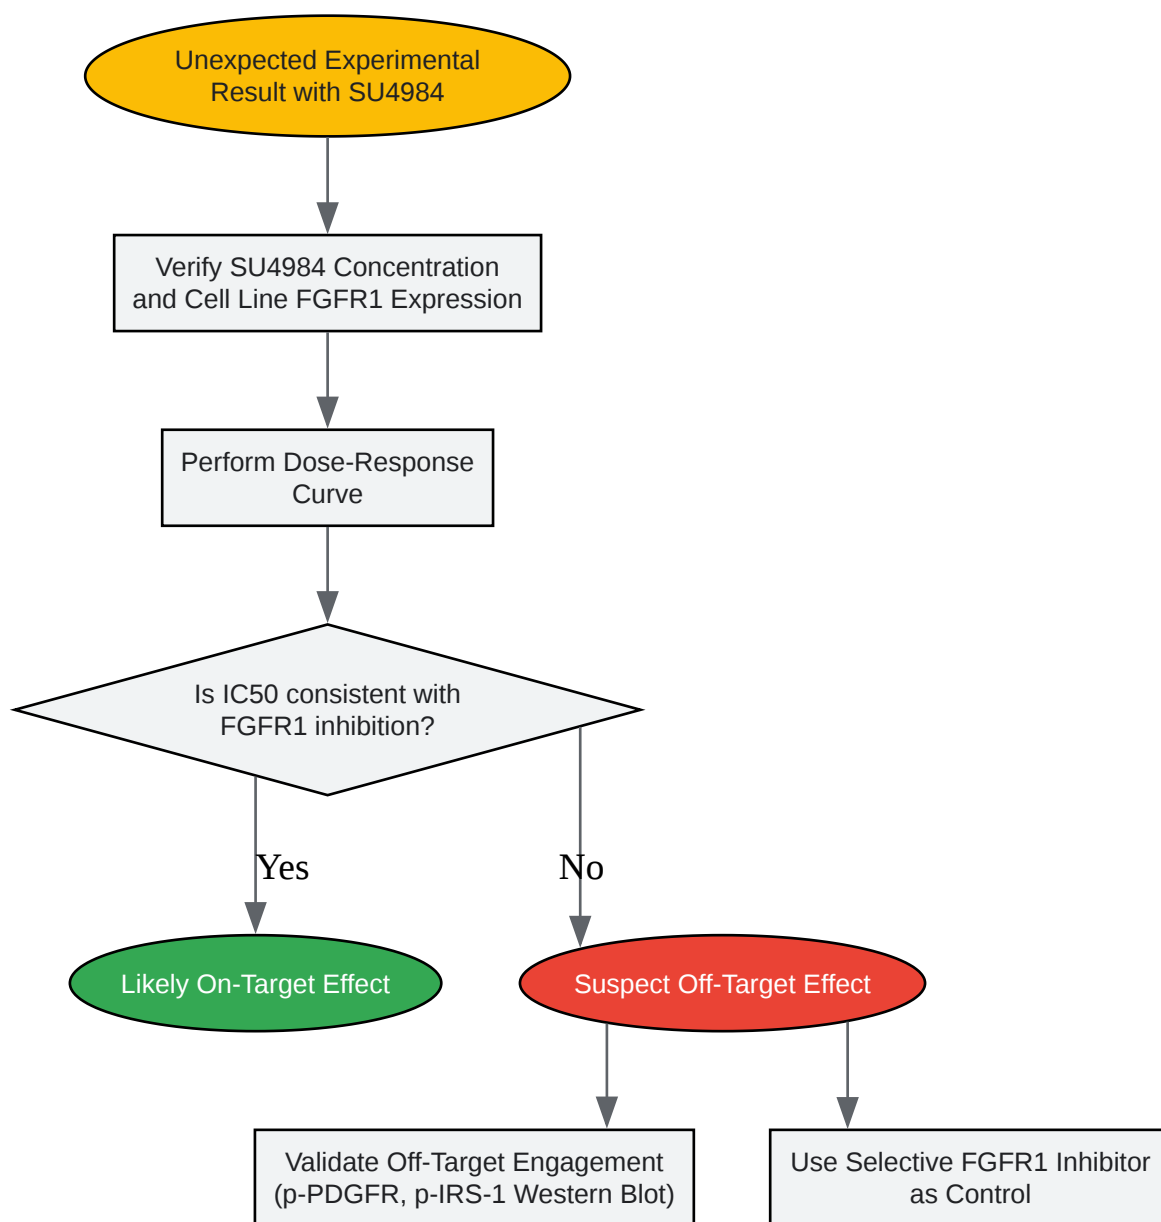 Unexpected Experimental
Result with SU4984
Verify SU4984 Concentration
and Cell Line FGFR1 Expression
Perform Dose-Response
Curve
Is IC50 consistent with
FGFR1 inhibition?
Yes
No
Likely On-Target Effect
Suspect Off-Target Effect
Validate Off-Target Engagement
(p-PDGFR, p-IRS-1 Western Blot)
Use Selective FGFR1 Inhibitor
as Control